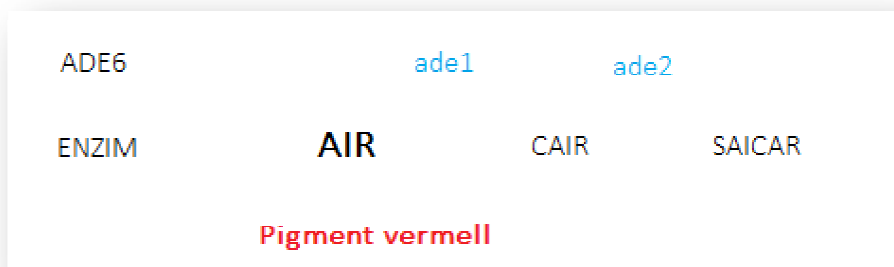 ADE6 ade1 ade2
ENZIM AIR CAIR SAICAR
Pigment vermell